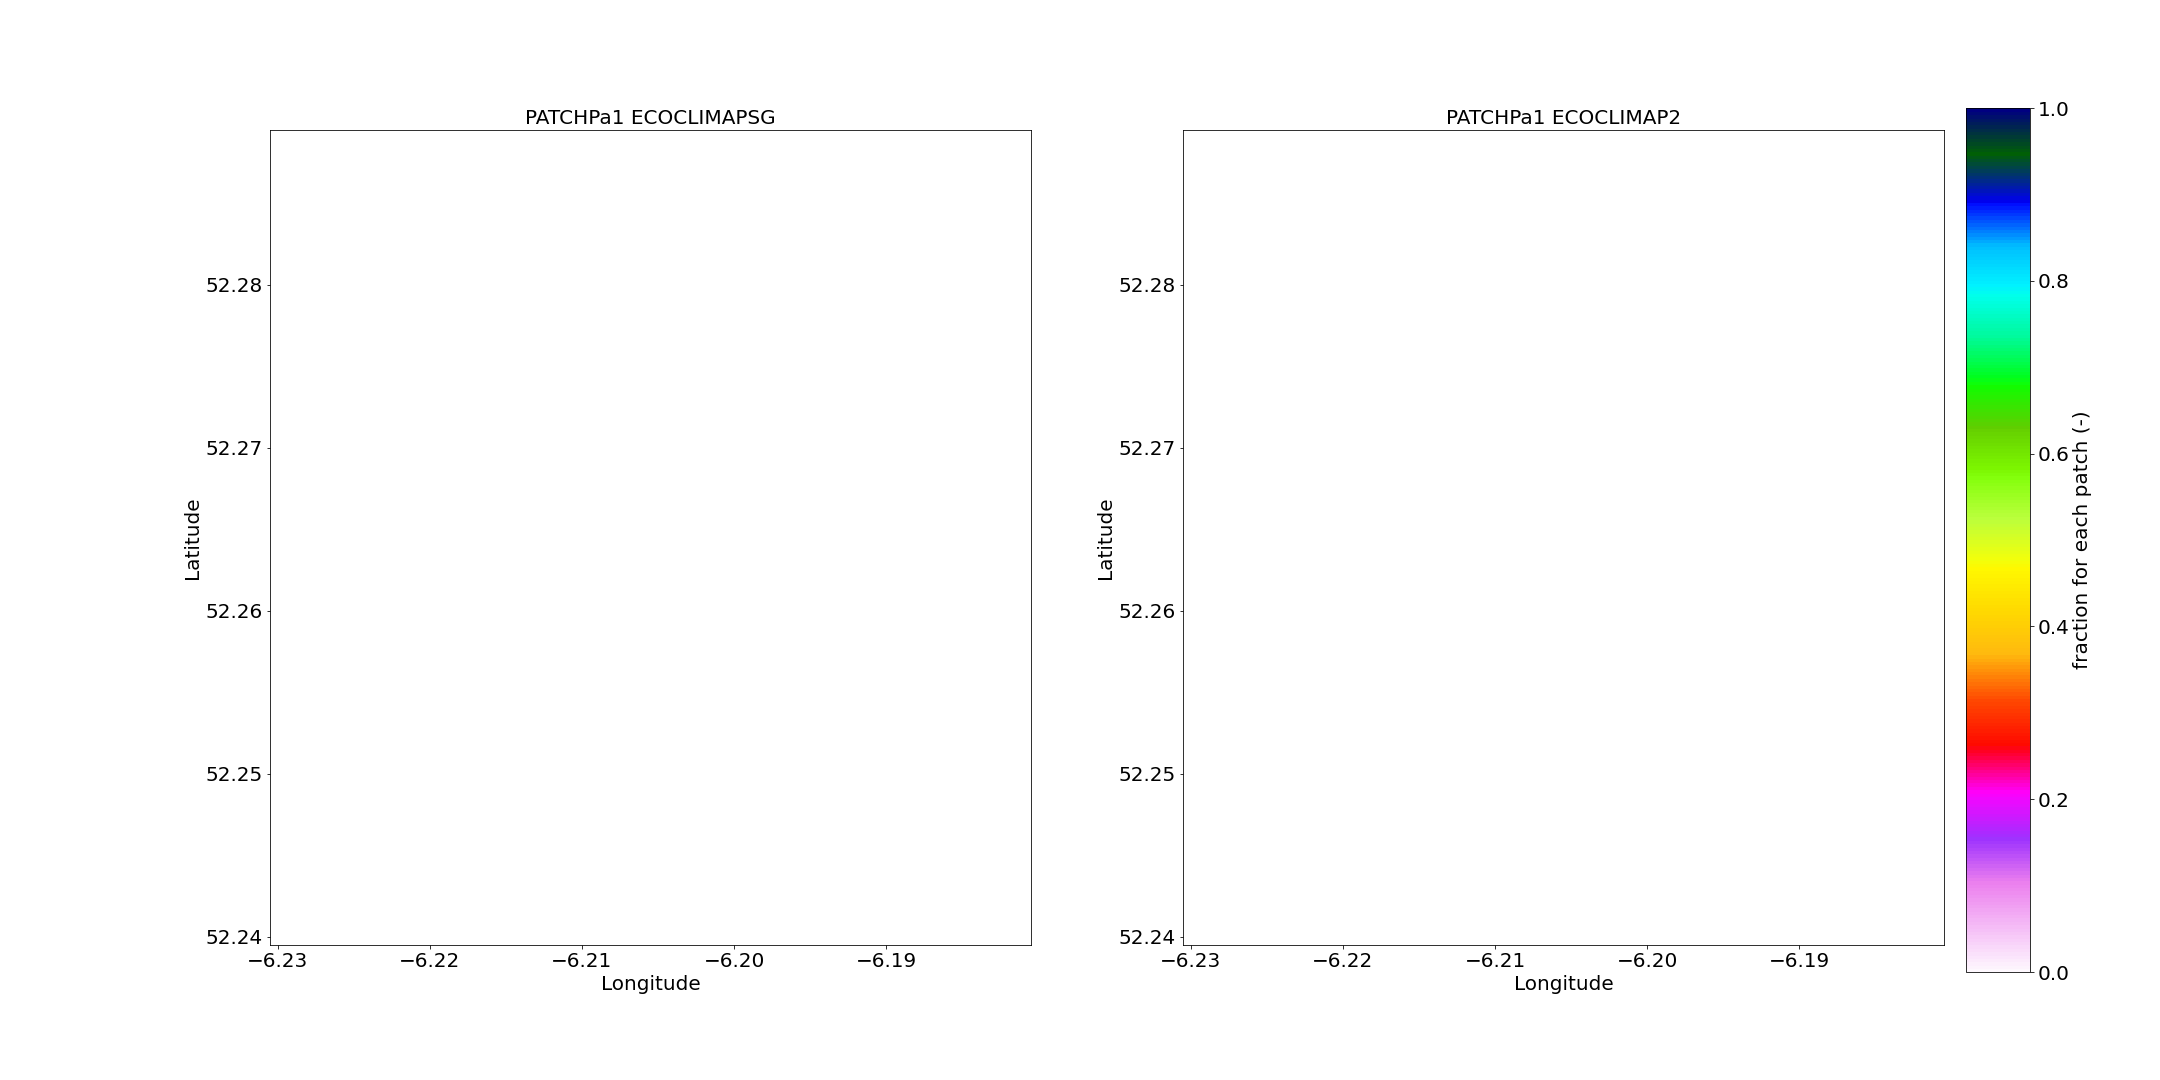 PATCHPa1 ECOCLIMAPSG
52.28
52.27
52.26
52.25
52.24
Latitude
−6.23 −6.22 −6.21 −6.20 −6.19
Longitude
PATCHPa1 ECOCLIMAP2
52.28
52.27
52.26
52.25
52.24
Latitude
−6.23 −6.22 −6.21 −6.20 −6.19
Longitude
1.0
0.8
0.6
0.4
0.2
0.0
fraction for each patch (-)